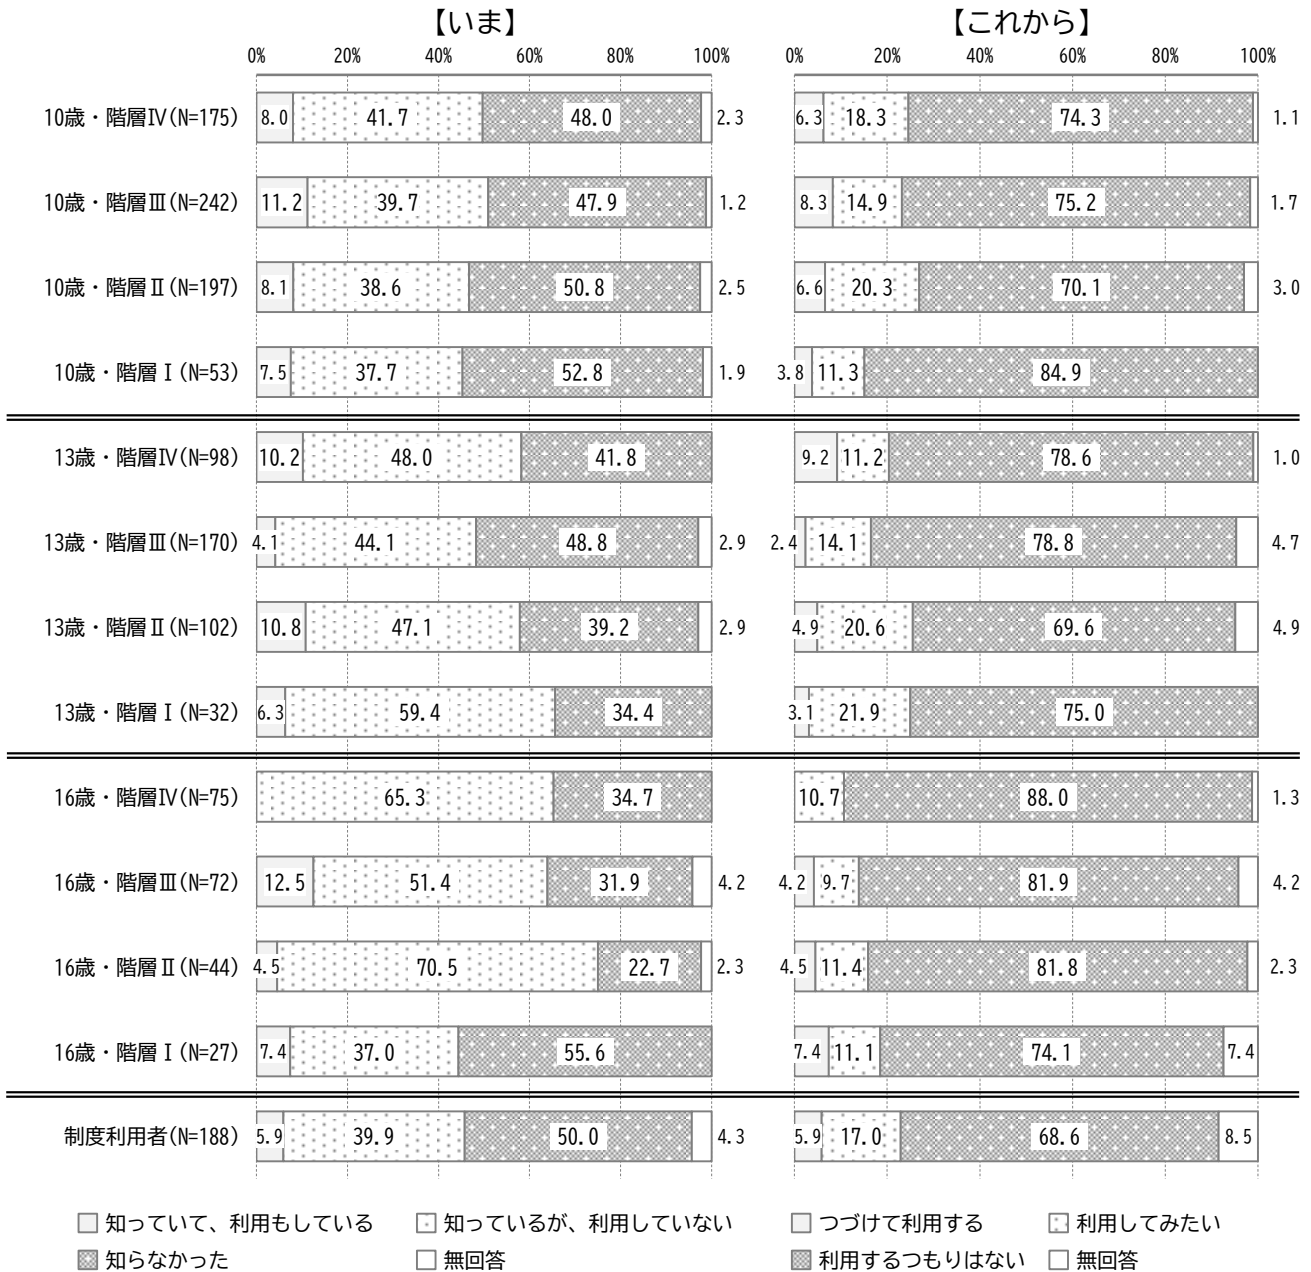 【いま】 【これから】
0% 20% 40% 60% 80% 100% 0% 20% 40% 60% 80% 100%
10歳・階層Ⅳ(N=175) 8.0 41.7 48.0 2.3 6.3 18.3 74.3 1.1
10歳・階層Ⅲ(N=242) 11.2 39.7 47.9 1.2 8.3 14.9 75.2 1.7
10歳・階層Ⅱ(N=197) 8.1 38.6 50.8 2.5 6.6 20.3 70.1 3.0
10歳・階層Ⅰ(N=53) 7.5 37.7 52.8 1.9 3.8 11.3 84.9
13歳・階層Ⅳ(N=98) 10.2 48.0 41.8 9.2 11.2 78.6 1.0
13歳・階層Ⅲ(N=170) 4.1 44.1 48.8 2.9 2.4 14.1 78.8 4.7
13歳・階層Ⅱ(N=102) 10.8 47.1 39.2 2.9 4.9 20.6 69.6 4.9
13歳・階層Ⅰ(N=32) 6.3 59.4 34.4 3.1 21.9 75.0
16歳・階層Ⅳ(N=75) 65.3 34.7 10.7 88.0 1.3
16歳・階層Ⅲ(N=72) 12.5 51.4 31.9 4.2 4.2 9.7 81.9 4.2
16歳・階層Ⅱ(N=44) 4.5 70.5 22.7 2.3 4.5 11.4 81.8 2.3
16歳・階層Ⅰ(N=27) 7.4 37.0 55.6 7.4 11.1 74.1 7.4
制度利用者(N=188) 5.9 39.9 50.0 4.3 5.9 17.0 68.6 8.5
知っていて、利用もしている 知っているが、利用していない つづけて利用する 利用してみたい
知らなかった 無回答 利用するつもりはない 無回答